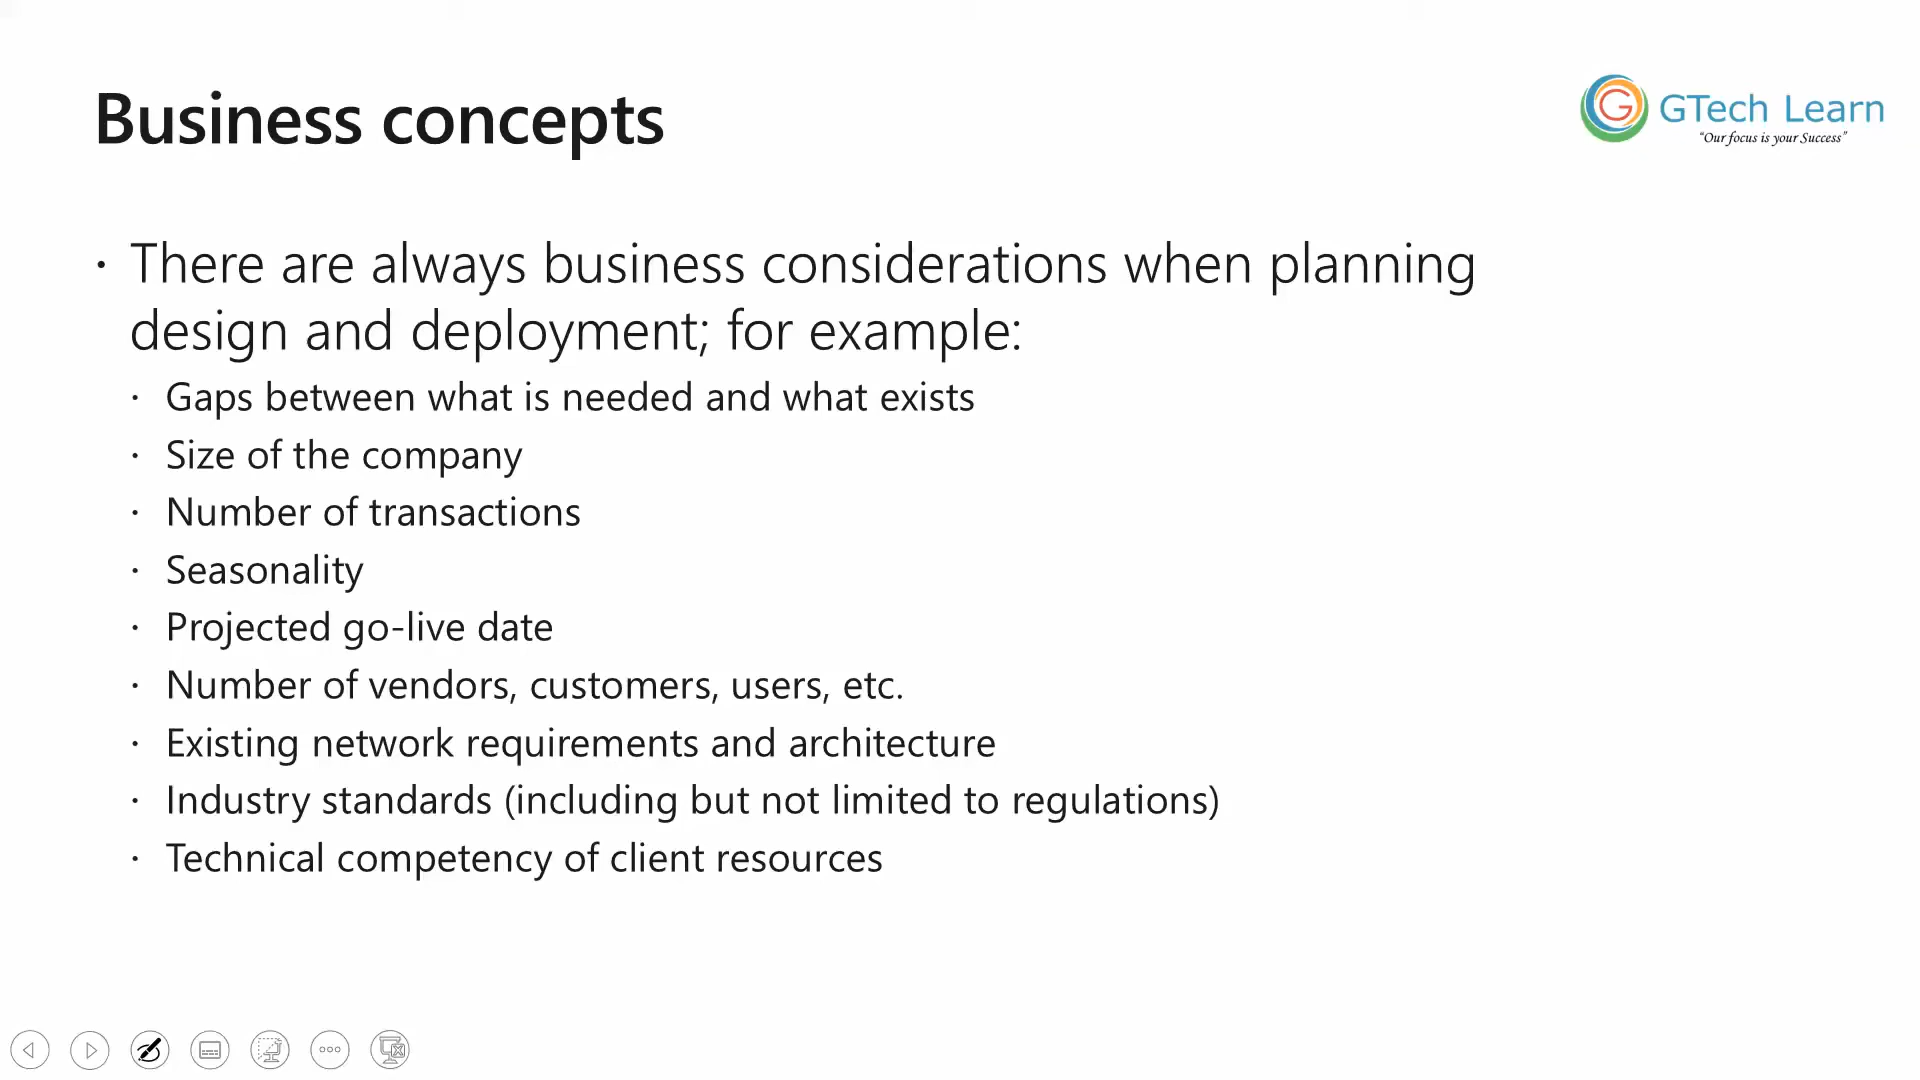 Business concepts
G GTech Learn
“Our focus is your Success”
· There are always business considerations when planning
design and deployment; for example:
· Gaps between what is needed and what exists
· Size of the company
· Number of transactions
· Seasonality
· Projected go-live date
· Number of vendors, customers, users, etc.
· Existing network requirements and architecture
· Industry standards (including but not limited to regulations)
· Technical competency of client resources